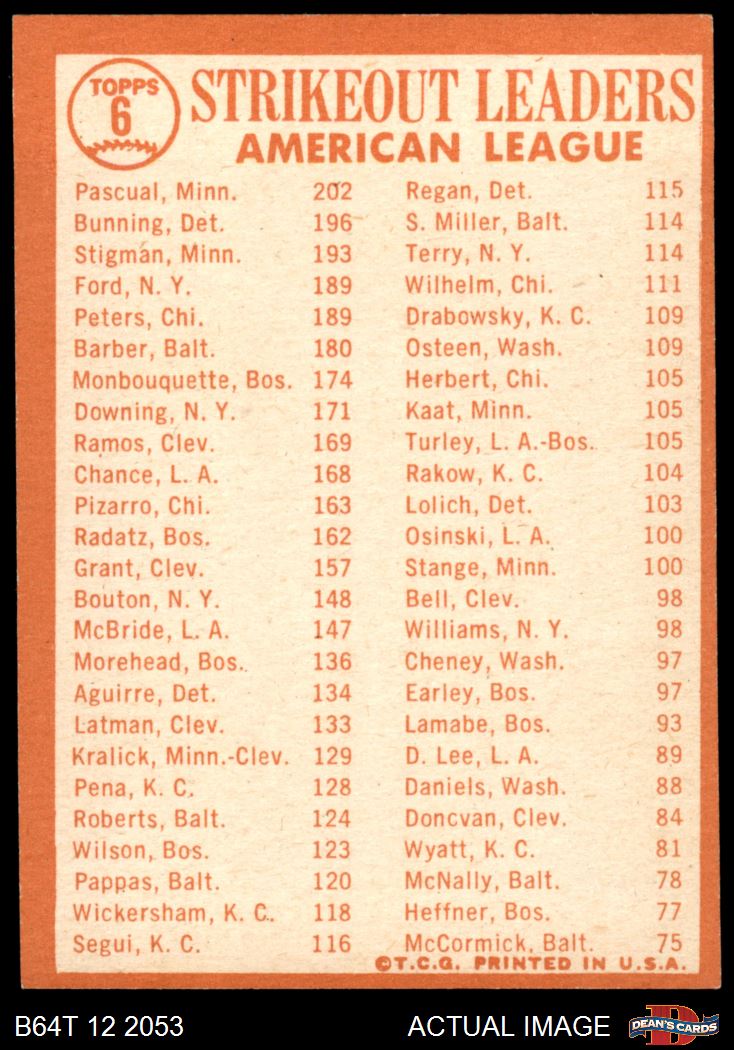 TOPPS
6
STRIKEOUT LEADERS
AMERICAN LEAGUE
Pascual, Minn. 202
Bunning, Det. 196
Stigman, Minn. 193
Ford, N. Y. 189
Peters, Chi. 189
Barber, Balt. 180
Monbouquette, Bos. 174
Downing, N. Y. 171
Ramos, Clev. 169
Chance, L. A. 168
Pizarro, Chi. 163
Radatz, Bos. 162
Grant, Clev. 157
Bouton, N. Y. 148
McBride, L. A. 147
Morehead, Bos. 136
Aguirre, Det. 134
Latman, Clev. 133
Kralick, Minn.-Clev. 129
Pena, K. C. 128
Roberts, Balt. 124
Wilson, Bos. 123
Pappas, Balt. 120
Wickersham, K. C. 118
Segui, K. C. 116
Regan, Det. 115
S. Miller, Balt. 114
Terry, N. Y. 114
Wilhelm, Chi. 111
Drabowsky, K. C. 109
Osteen, Wash. 109
Herbert, Chi. 105
Kaat, Minn. 105
Turley, L. A.-Bos. 105
Rakow, K. C. 104
Lolich, Det. 103
Osinski, L. A. 100
Stange, Minn. 100
Bell, Clev. 98
Williams, N. Y. 98
Cheney, Wash. 97
Earley, Bos. 97
Lamabe, Bos. 93
D. Lee, L. A. 89
Daniels, Wash. 88
Doncvan, Clev. 84
Wyatt, K. C. 81
McNally, Balt. 78
Heffner, Bos. 77
McCormick, Balt. 75
©T.C.G. PRINTED IN U.S.A.
B64T 12 2053 ACTUAL IMAGE
D
DEAN'S CARDS